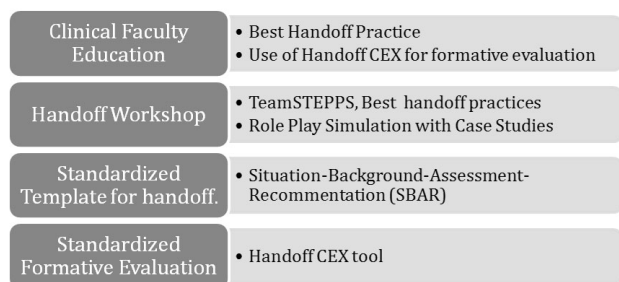 Clinical Faculty
Education
• Best Handoff Practice
• Use of Handoff CEX for formative evaluation
Handoff Workshop
• TeamSTEPPS, Best handoff practices
• Role Play Simulation with Case Studies
Standardized
Template for handoff.
• Situation-Background-Assessment-
Recommentation (SBAR)
Standardized
Formative Evaluation
• Handoff CEX tool